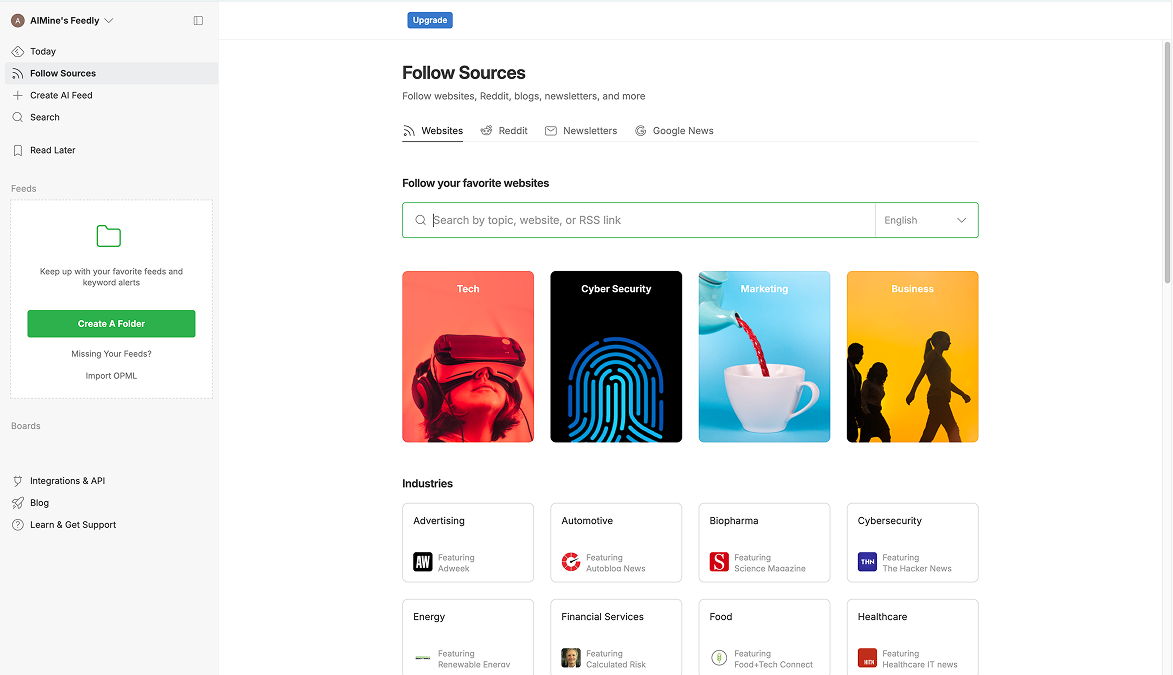 A AIMine's Feedly
Today
Follow Sources
Create AI Feed
Search
Read Later
Feeds
Keep up with your favorite feeds and
keyword alerts
Create A Folder
Missing Your Feeds?
Import OPML
Boards
Integrations & API
Blog
Learn & Get Support
Upgrade
Follow Sources
Follow websites, Reddit, blogs, newsletters, and more
Websites Reddit Newsletters Google News
Follow your favorite websites
Search by topic, website, or RSS link English
Tech Cyber Security Marketing Business
Industries
Advertising
AW Featuring
Adweek
Automotive
Featuring
Autoblog News
Biopharma
S Featuring
Science Magazine
Cybersecurity
THN Featuring
The Hacker News
Energy
Featuring
Renewable Energy
Financial Services
Featuring
Calculated Risk
Food
Featuring
Food+Tech Connect
Healthcare
HITN Featuring
Healthcare IT news